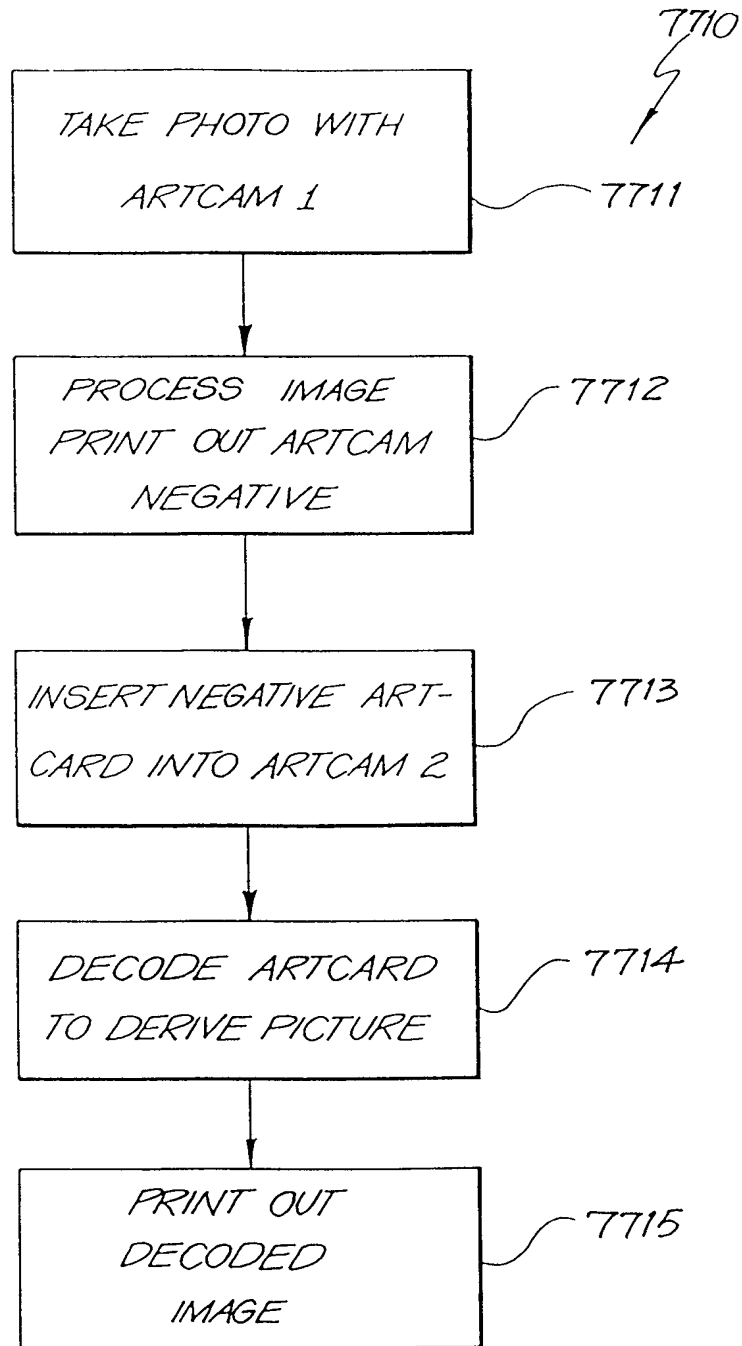 7710
TAKE PHOTO WITH
ARTCAM 1
7711
PROCESS IMAGE
PRINT OUT ARTCAM
NEGATIVE
7712
INSERT NEGATIVE ART-
CARD INTO ARTCAM 2
7713
DECODE ARTCARD
TO DERIVE PICTURE
7714
PRINT OUT
DECODED
IMAGE
7715